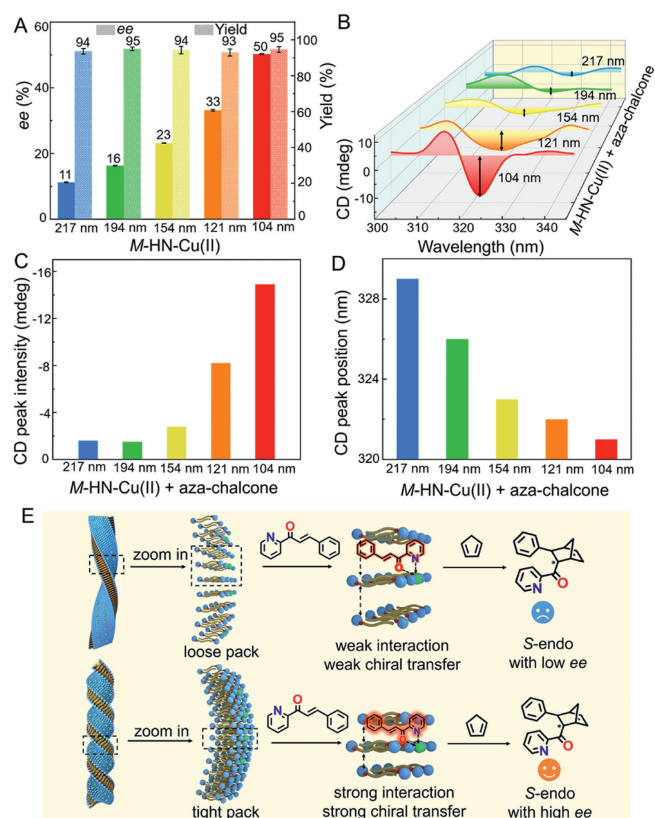 A
ee
Yield
60
40
20
0
ee (%)
94
95
94
93
50
95
11
16
23
33
100
80
60
40
20
0
Yield (%)
217 nm 194 nm 154 nm 121 nm 104 nm
M-HN-Cu(II)
B
217 nm
194 nm
154 nm
121 nm
104 nm
10
0
-10
CD (mdeg)
300 310 320 330 340
Wavelength (nm)
M-HN-Cu(II) + aza-chalcone
C
-16
-12
-8
-4
0
CD peak intensity (mdeg)
217 nm 194 nm 154 nm 121 nm 104 nm
M-HN-Cu(II) + aza-chalcone
D
328
324
320
CD peak position (nm)
217 nm 194 nm 154 nm 121 nm 104 nm
M-HN-Cu(II) + aza-chalcone
E
zoom in
loose pack
N
O
N
O
weak interaction
weak chiral transfer
N
O
S-endo
with low ee
zoom in
tight pack
N
O
N
O
strong interaction
strong chiral transfer
N
O
S-endo
with high ee